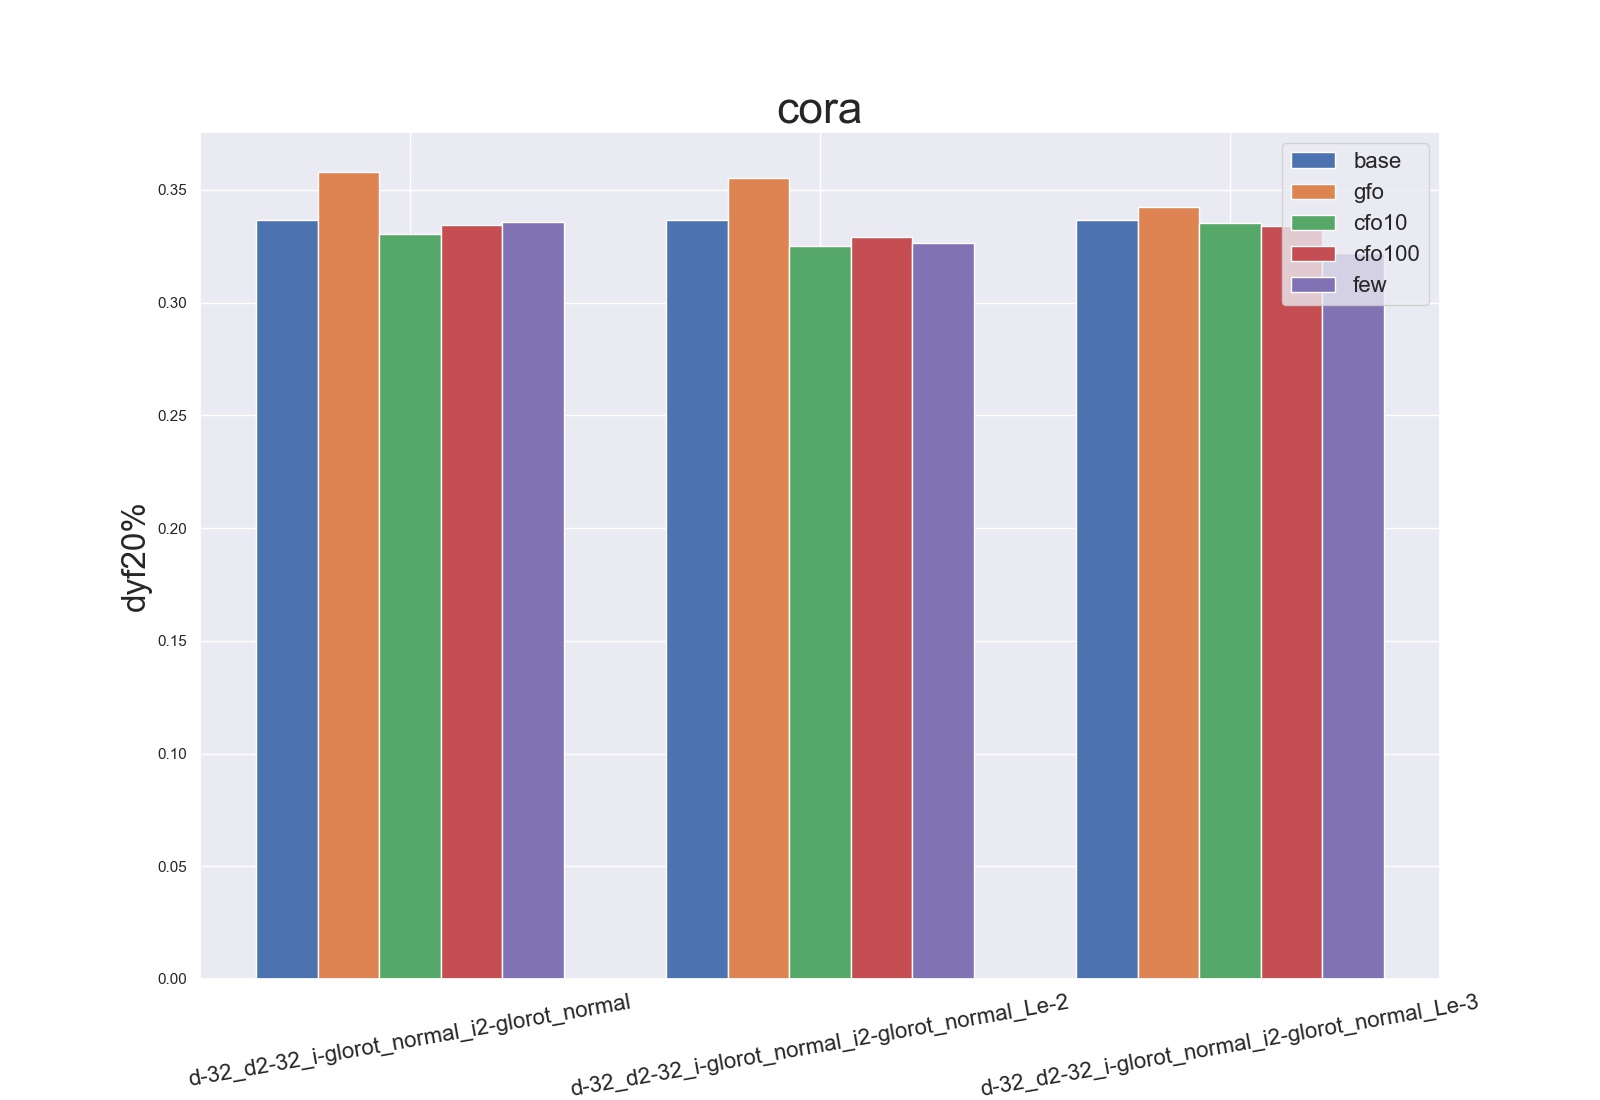 cora
base
gfo
cfo10
cfo100
few
dyf20%
0.35
0.30
0.25
0.20
0.15
0.10
0.05
0.00
d-32_d2-32_i-glorot_normal_i2-glorot_normal
d-32_d2-32_i-glorot_normal_i2-glorot_normal_Le-2
d-32_d2-32_i-glorot_normal_i2-glorot_normal_Le-3